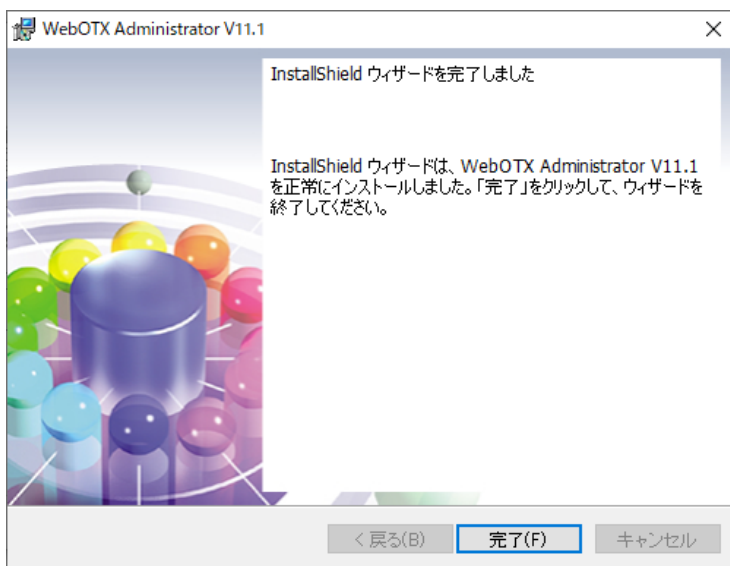 WebOTX Administrator V11.1
InstallShield ウィザードを完了しました
InstallShield ウィザードは、WebOTX Administrator V11.1
を正常にインストールしました。「完了」をクリックして、ウィザードを
終了してください。
< 戻る(B)
完了(F)
キャンセル